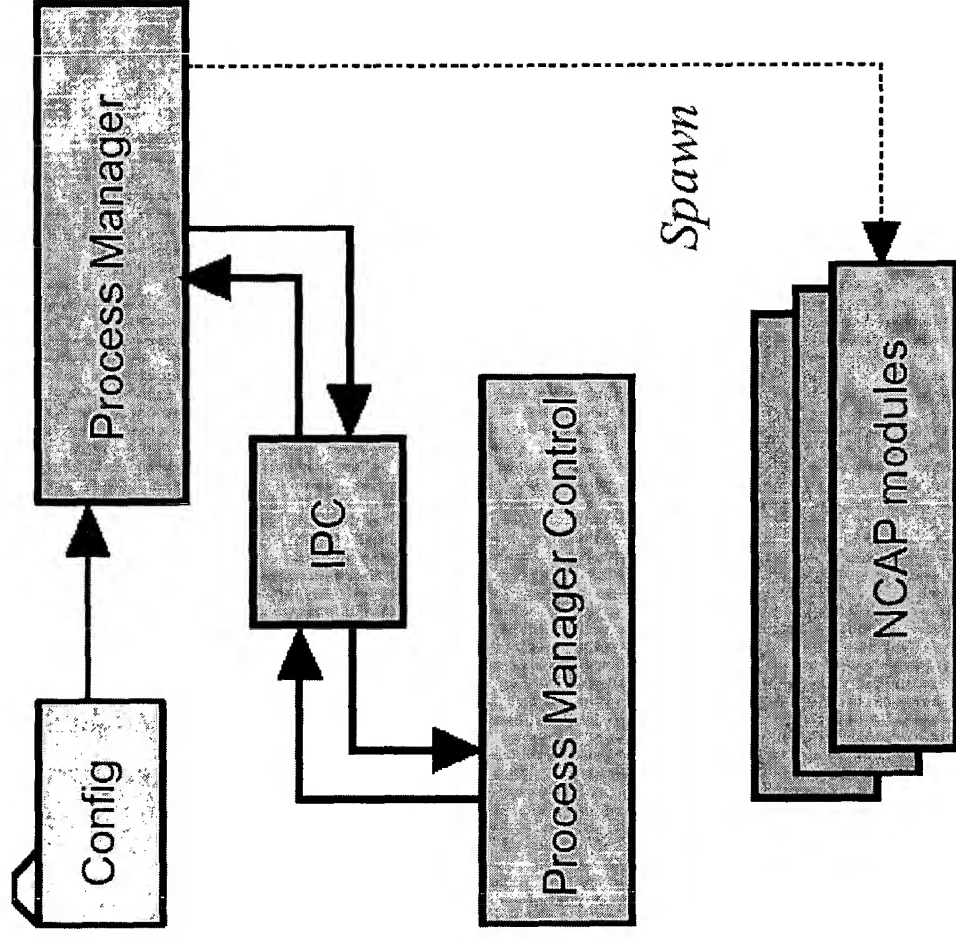 Config
Process Manager
IPC
Process Manager Control
Spawn
NCAP modules